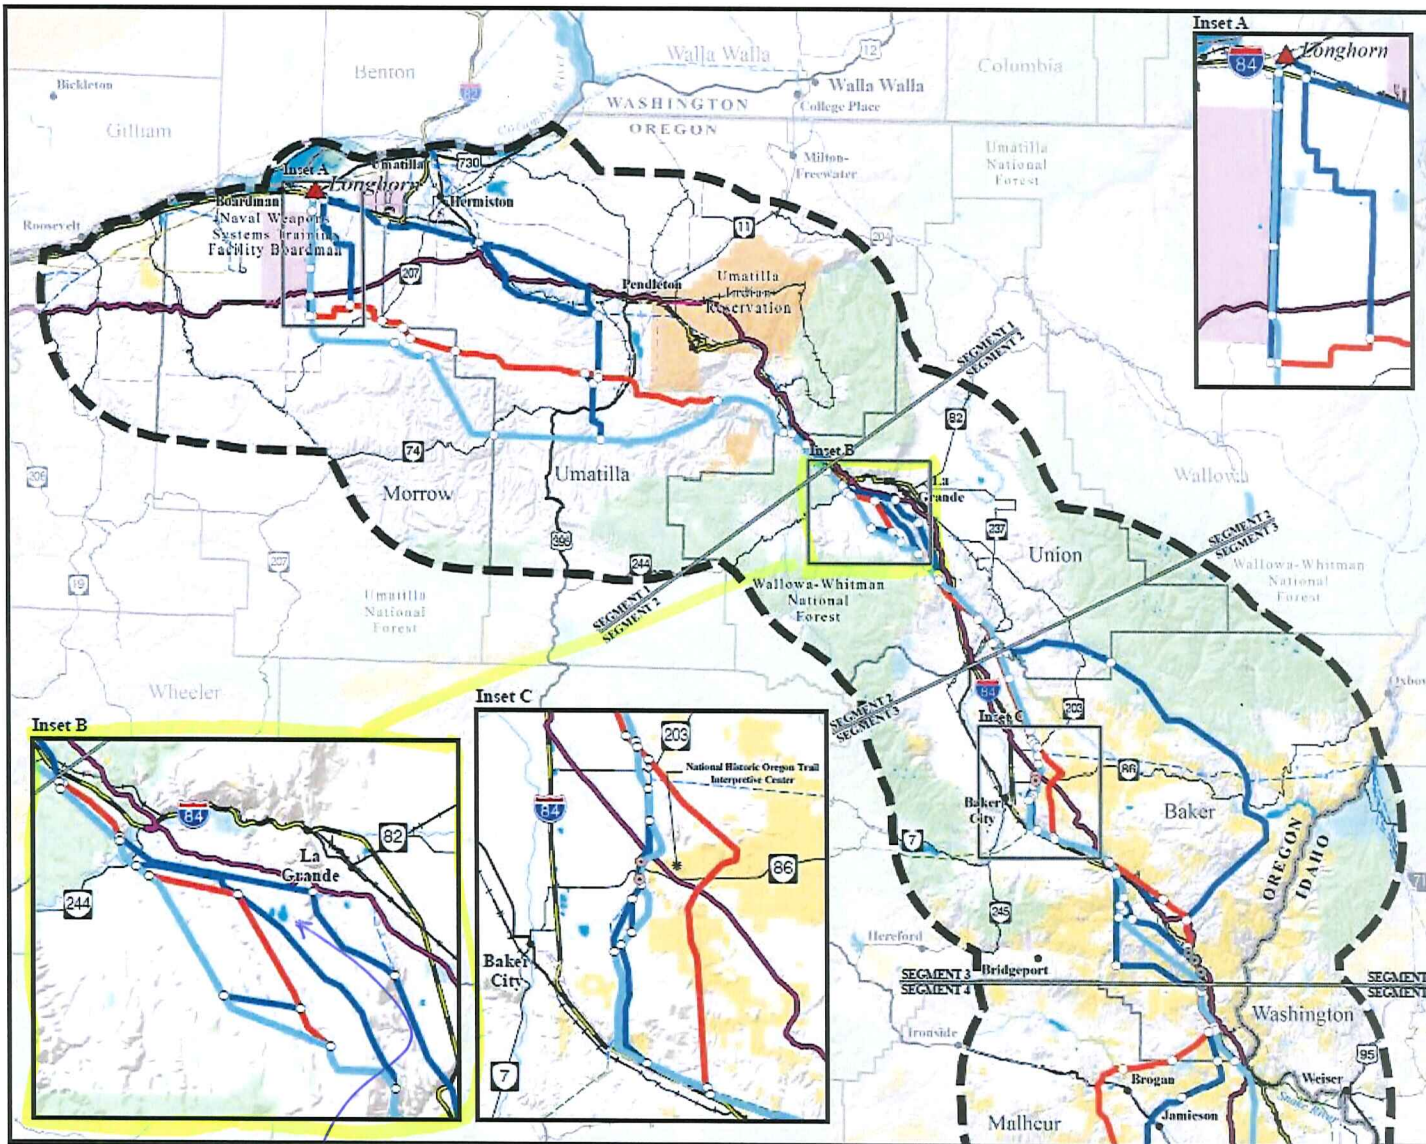 Inset A
84
Longhorn
Benton
Walla Walla
12
Columbia
Bickleton
82
Walla Walla
College Place
Gilliam
Columbia River
WASHINGTON
OREGON
Umatilla
National
Forest
Milton-
Freewater
Umatilla
730
Inset A
Longhorn
Boardman
Hermiston
Naval Weapons
Systems Training
Facility Boardman
Roosevelt
11
204
207
Pendleton
Umatilla
Indian
Reservation
SEGMENT 1
SEGMENT 2
82
74
Inset B
La
Grande
Wallowa
206
Morrow
Umatilla
237
Union
SEGMENT 2
SEGMENT 3
395
207
244
19
Wallowa-Whitman
National
Forest
Wallowa-Whitman
National
Forest
Umatilla
National
Forest
SEGMENT 1
SEGMENT 2
Wheeler
84
203
Inset C
SEGMENT 2
SEGMENT 3
86
Baker
City
Baker
7
OREGON
IDAHO
245
Hereford
Bridgeport
SEGMENT 3
SEGMENT 4
Washington
Ironside
95
Brogan
Weiser
Jamieson
Snake River
Malheur
Inset B
84
82
La
Grande
244
Inset C
203
National Historic Oregon Trail
Interpretive Center
84
86
Baker
City
7